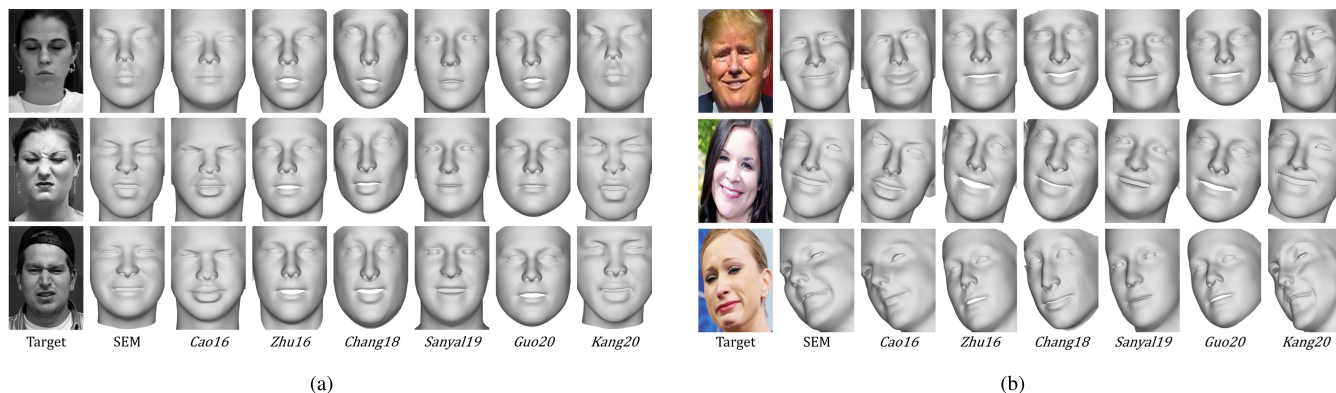 Target SEM Cao16 Zhu16 Chang18 Sanyal19 Guo20 Kang20
Target SEM Cao16 Zhu16 Chang18 Sanyal19 Guo20 Kang20
(a)
(b)